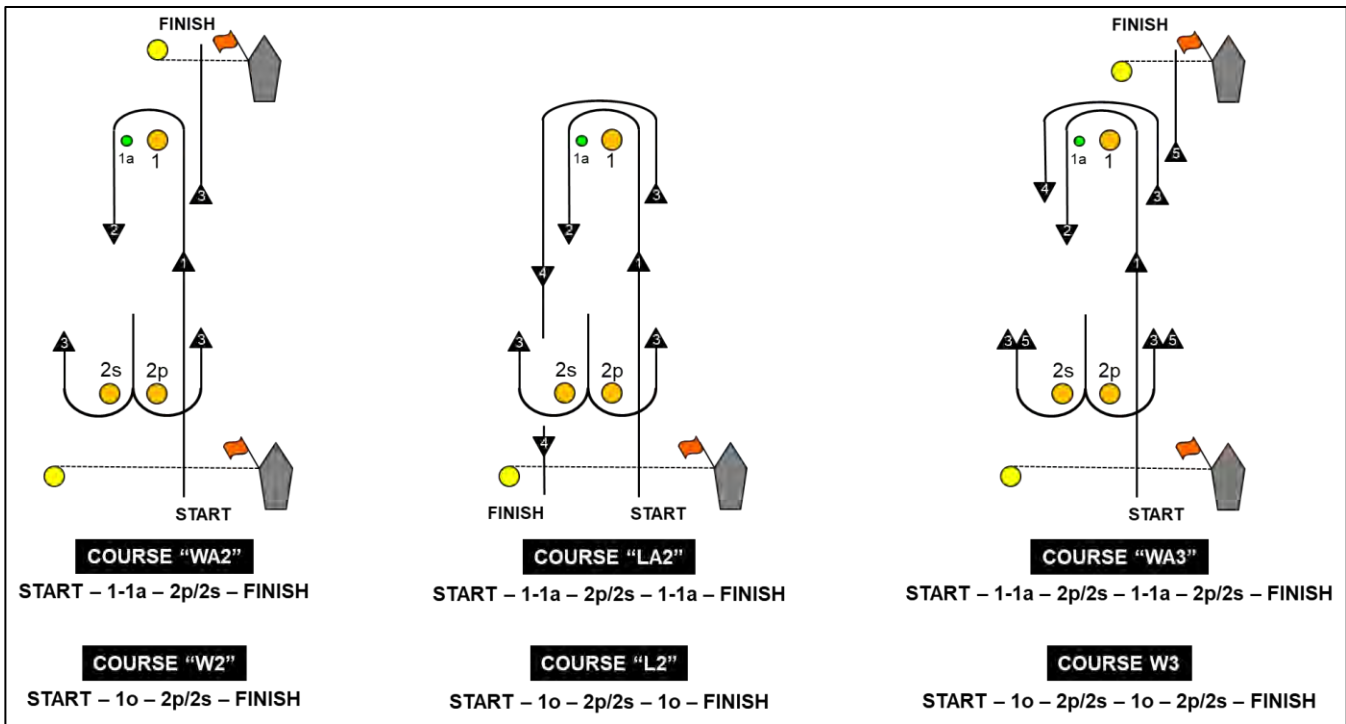 FINISH
1a
1
3
2
1
3
3
2s
2p
START
COURSE “WA2”
START – 1-1a – 2p/2s – FINISH
COURSE “W2”
START – 1o – 2p/2s – FINISH
1a
1
3
2
1
4
3
3
2s
2p
4
FINISH
START
COURSE “LA2”
START – 1-1a – 2p/2s – 1-1a – FINISH
COURSE “L2”
START – 1o – 2p/2s – 1o – FINISH
FINISH
1a
1
5
4
3
2
1
3 5
3 5
2s
2p
START
COURSE “WA3”
START – 1-1a – 2p/2s – 1-1a – 2p/2s – FINISH
COURSE W3
START – 1o – 2p/2s – 1o – 2p/2s – FINISH